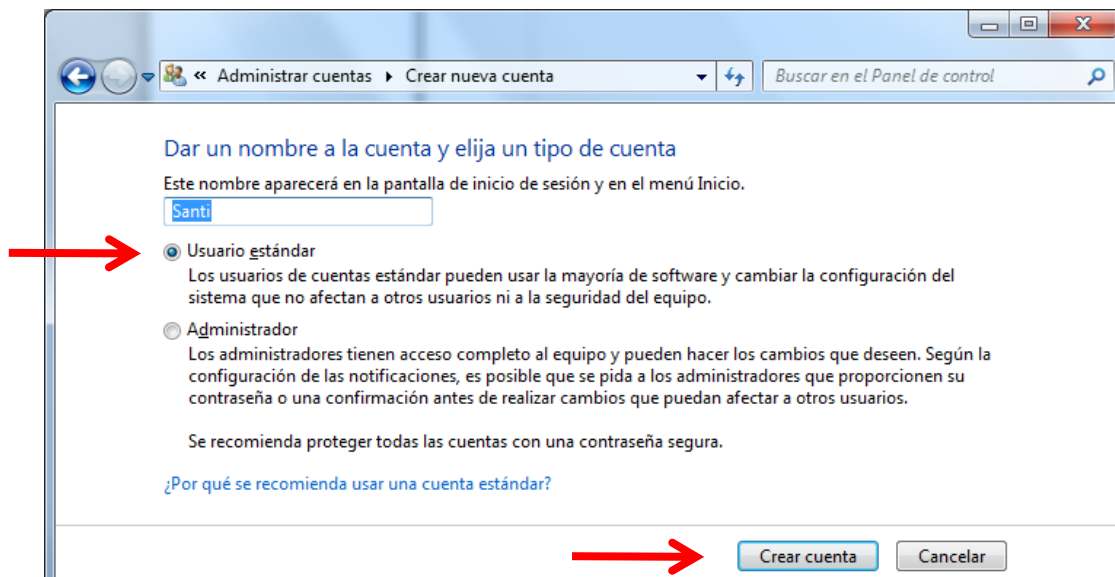 « Administrar cuentas ▸ Crear nueva cuenta
Buscar en el Panel de control
Dar un nombre a la cuenta y elija un tipo de cuenta
Este nombre aparecerá en la pantalla de inicio de sesión y en el menú Inicio.
Santi
Usuario estándar
Los usuarios de cuentas estándar pueden usar la mayoría de software y cambiar la configuración del
sistema que no afectan a otros usuarios ni a la seguridad del equipo.
Administrador
Los administradores tienen acceso completo al equipo y pueden hacer los cambios que deseen. Según la
configuración de las notificaciones, es posible que se pida a los administradores que proporcionen su
contraseña o una confirmación antes de realizar cambios que puedan afectar a otros usuarios.
Se recomienda proteger todas las cuentas con una contraseña segura.
¿Por qué se recomienda usar una cuenta estándar?
Crear cuenta
Cancelar